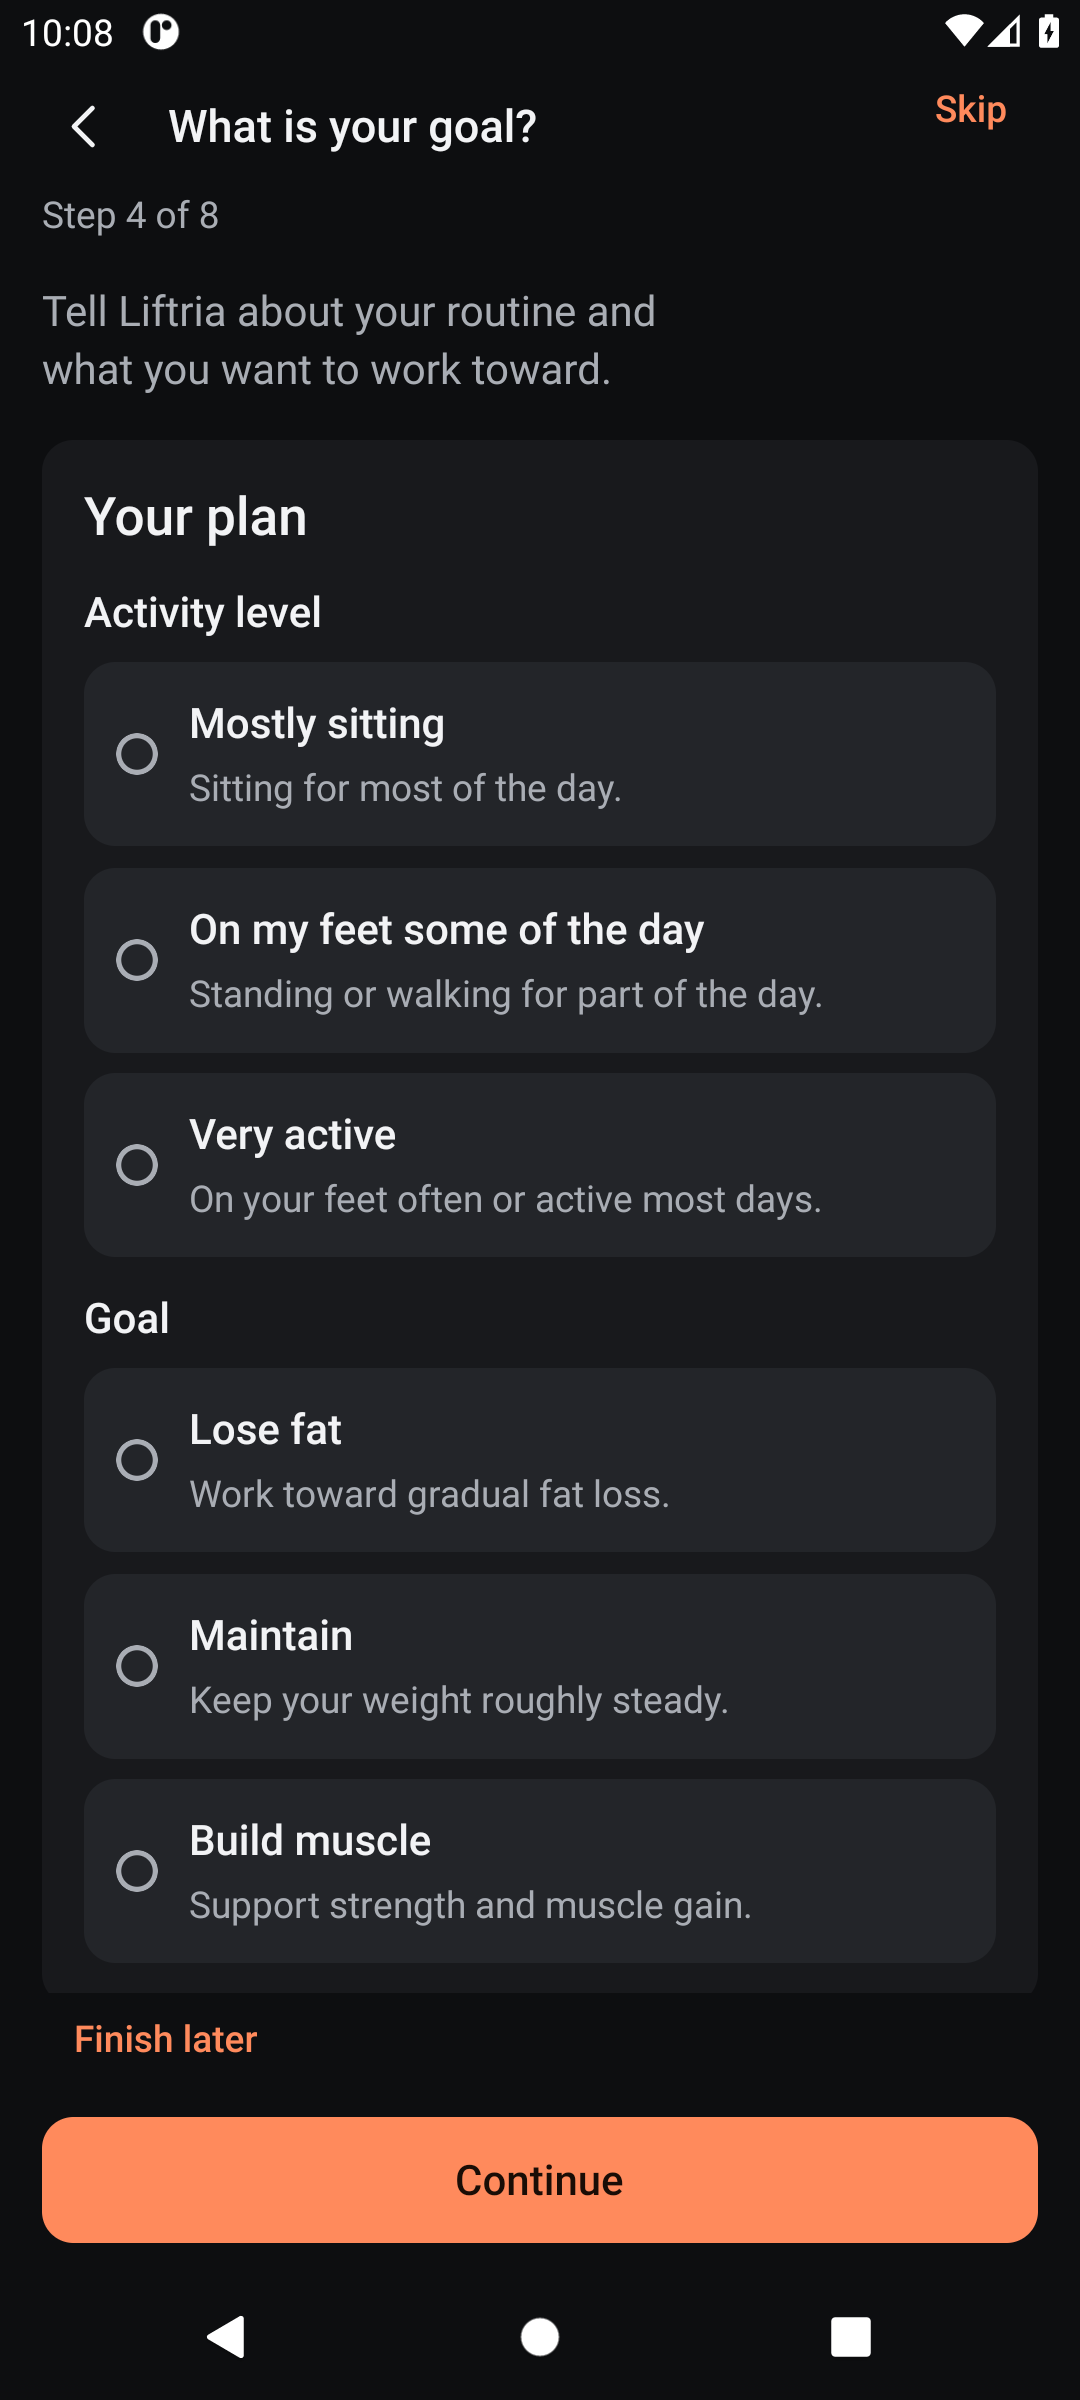 10:08
What is your goal?
Skip
Step 4 of 8
Tell Liftria about your routine and
what you want to work toward.
Your plan
Activity level
Mostly sitting
Sitting for most of the day.
On my feet some of the day
Standing or walking for part of the day.
Very active
On your feet often or active most days.
Goal
Lose fat
Work toward gradual fat loss.
Maintain
Keep your weight roughly steady.
Build muscle
Support strength and muscle gain.
Finish later
Continue